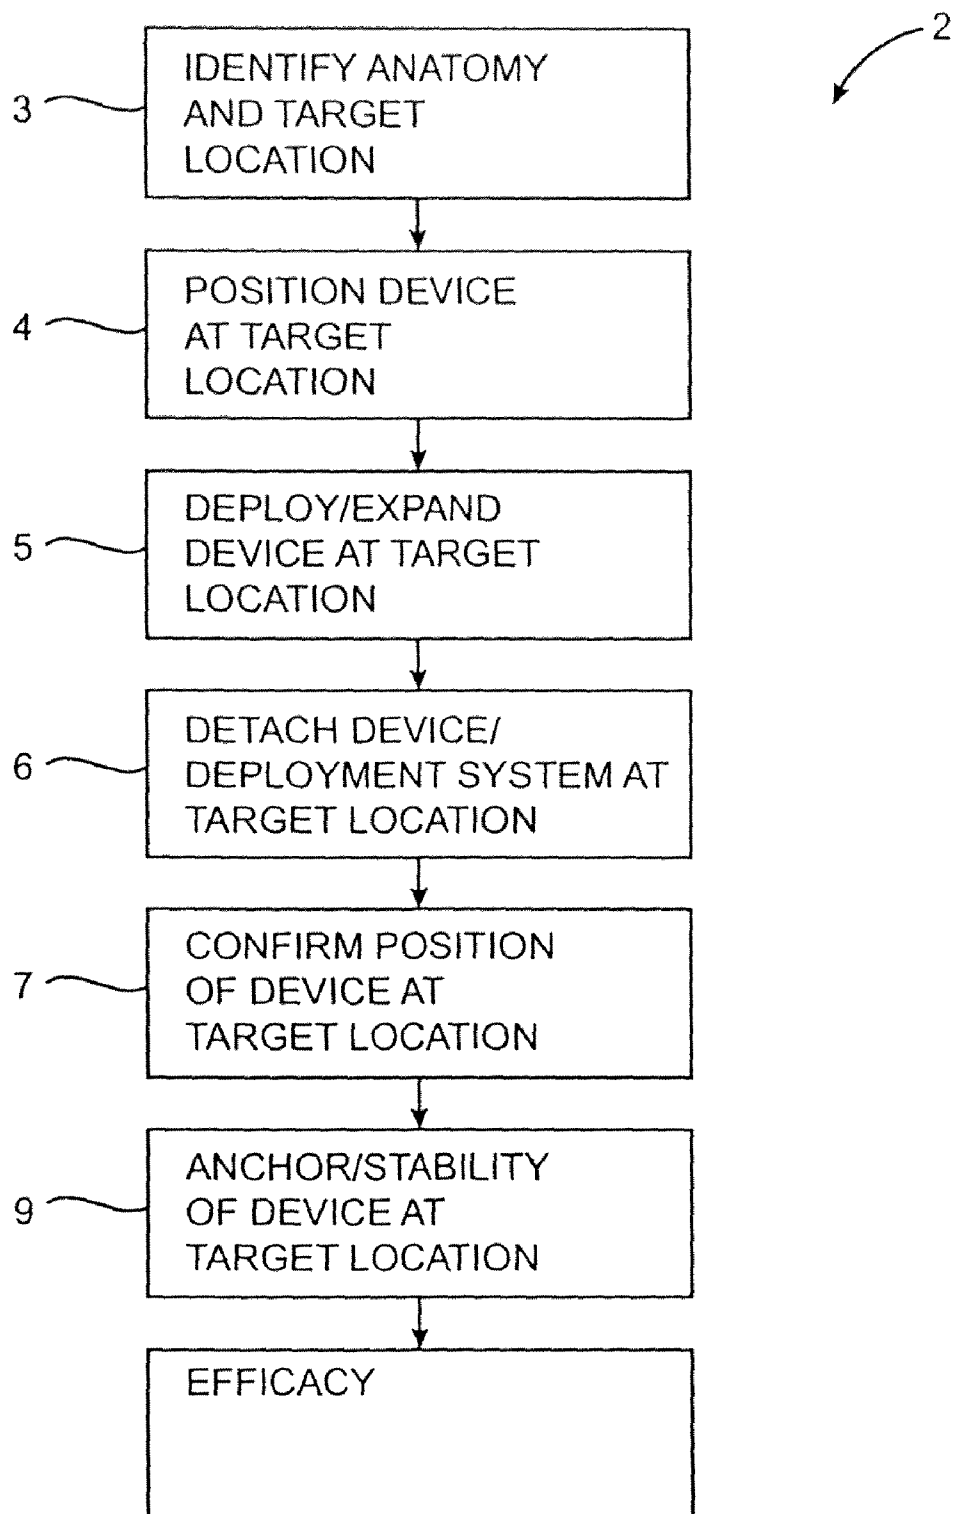 2
3
IDENTIFY ANATOMY
AND TARGET
LOCATION
4
POSITION DEVICE
AT TARGET
LOCATION
5
DEPLOY/EXPAND
DEVICE AT TARGET
LOCATION
6
DETACH DEVICE/
DEPLOYMENT SYSTEM AT
TARGET LOCATION
7
CONFIRM POSITION
OF DEVICE AT
TARGET LOCATION
9
ANCHOR/STABILITY
OF DEVICE AT
TARGET LOCATION
EFFICACY